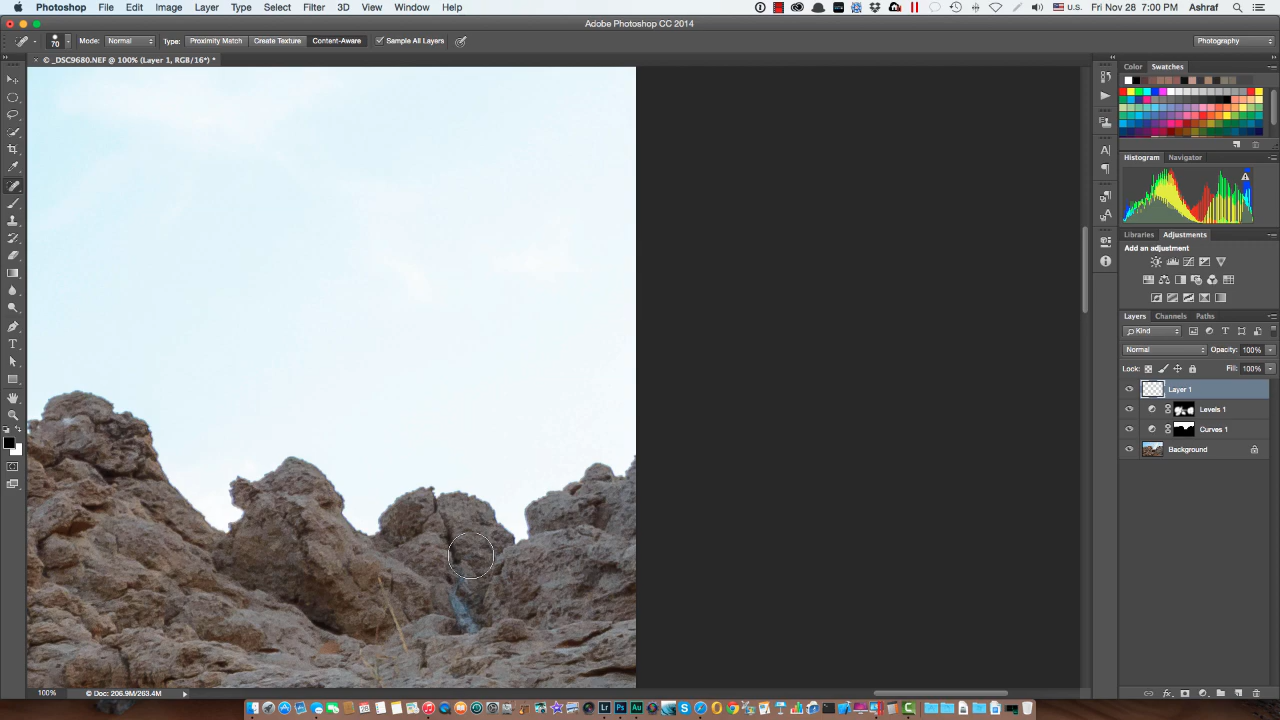 Photoshop File Edit Image Layer Type Select Filter 3D View Window Help U.S. Fri Nov 28 7:00 PM Ashraf
Adobe Photoshop CC 2014
70 Mode: Normal Type: Proximity Match Create Texture Content-Aware Sample All Layers Photography
× © _DSC9680.NEF @ 100% (Layer 1, RGB/16*) *
Color Swatches
Histogram Navigator
Libraries Adjustments
Add an adjustment
Layers Channels Paths
Kind
Normal Opacity: 100%
Lock: Fill: 100%
Layer 1
Levels 1
Curves 1
Background
100% © Doc: 206.9M/263.4M